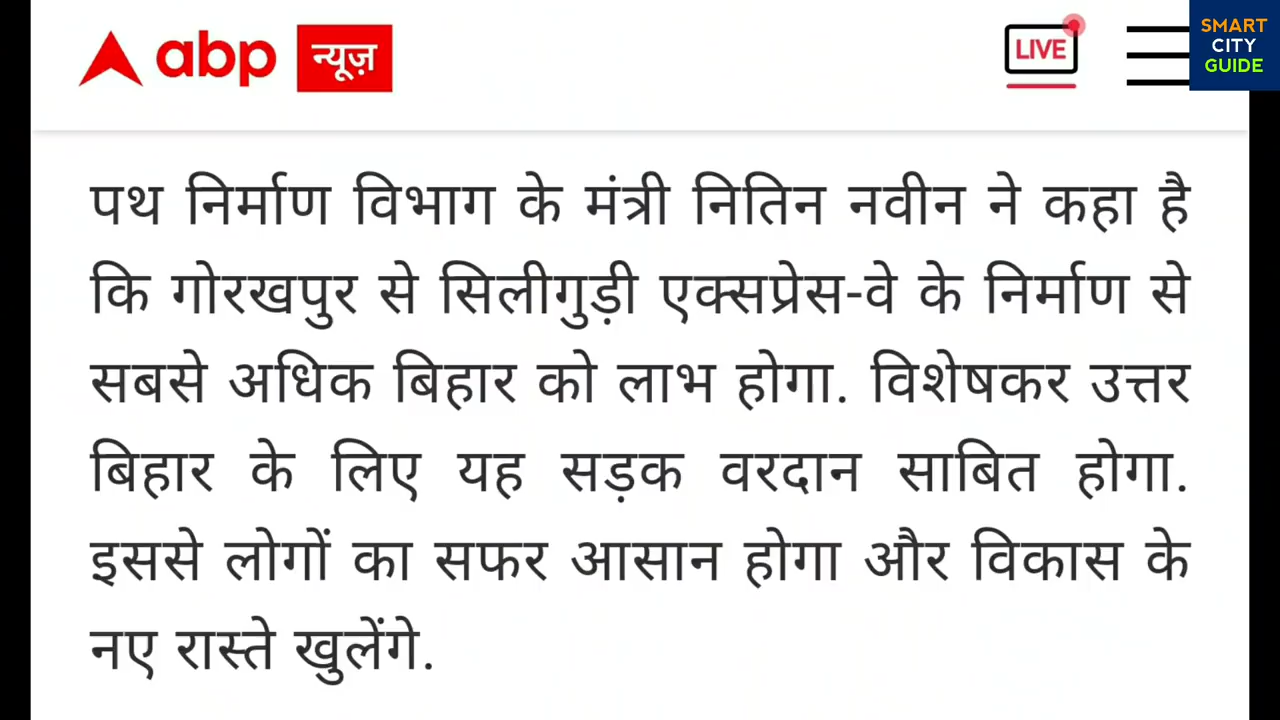 abp न्यूज़
LIVE
SMART
CITY
GUIDE
पथ निर्माण विभाग के मंत्री नितिन नवीन ने कहा है
कि गोरखपुर से सिलीगुड़ी एक्सप्रेस-वे के निर्माण से
सबसे अधिक बिहार को लाभ होगा. विशेषकर उत्तर
बिहार के लिए यह सड़क वरदान साबित होगा.
इससे लोगों का सफर आसान होगा और विकास के
नए रास्ते खुलेंगे.